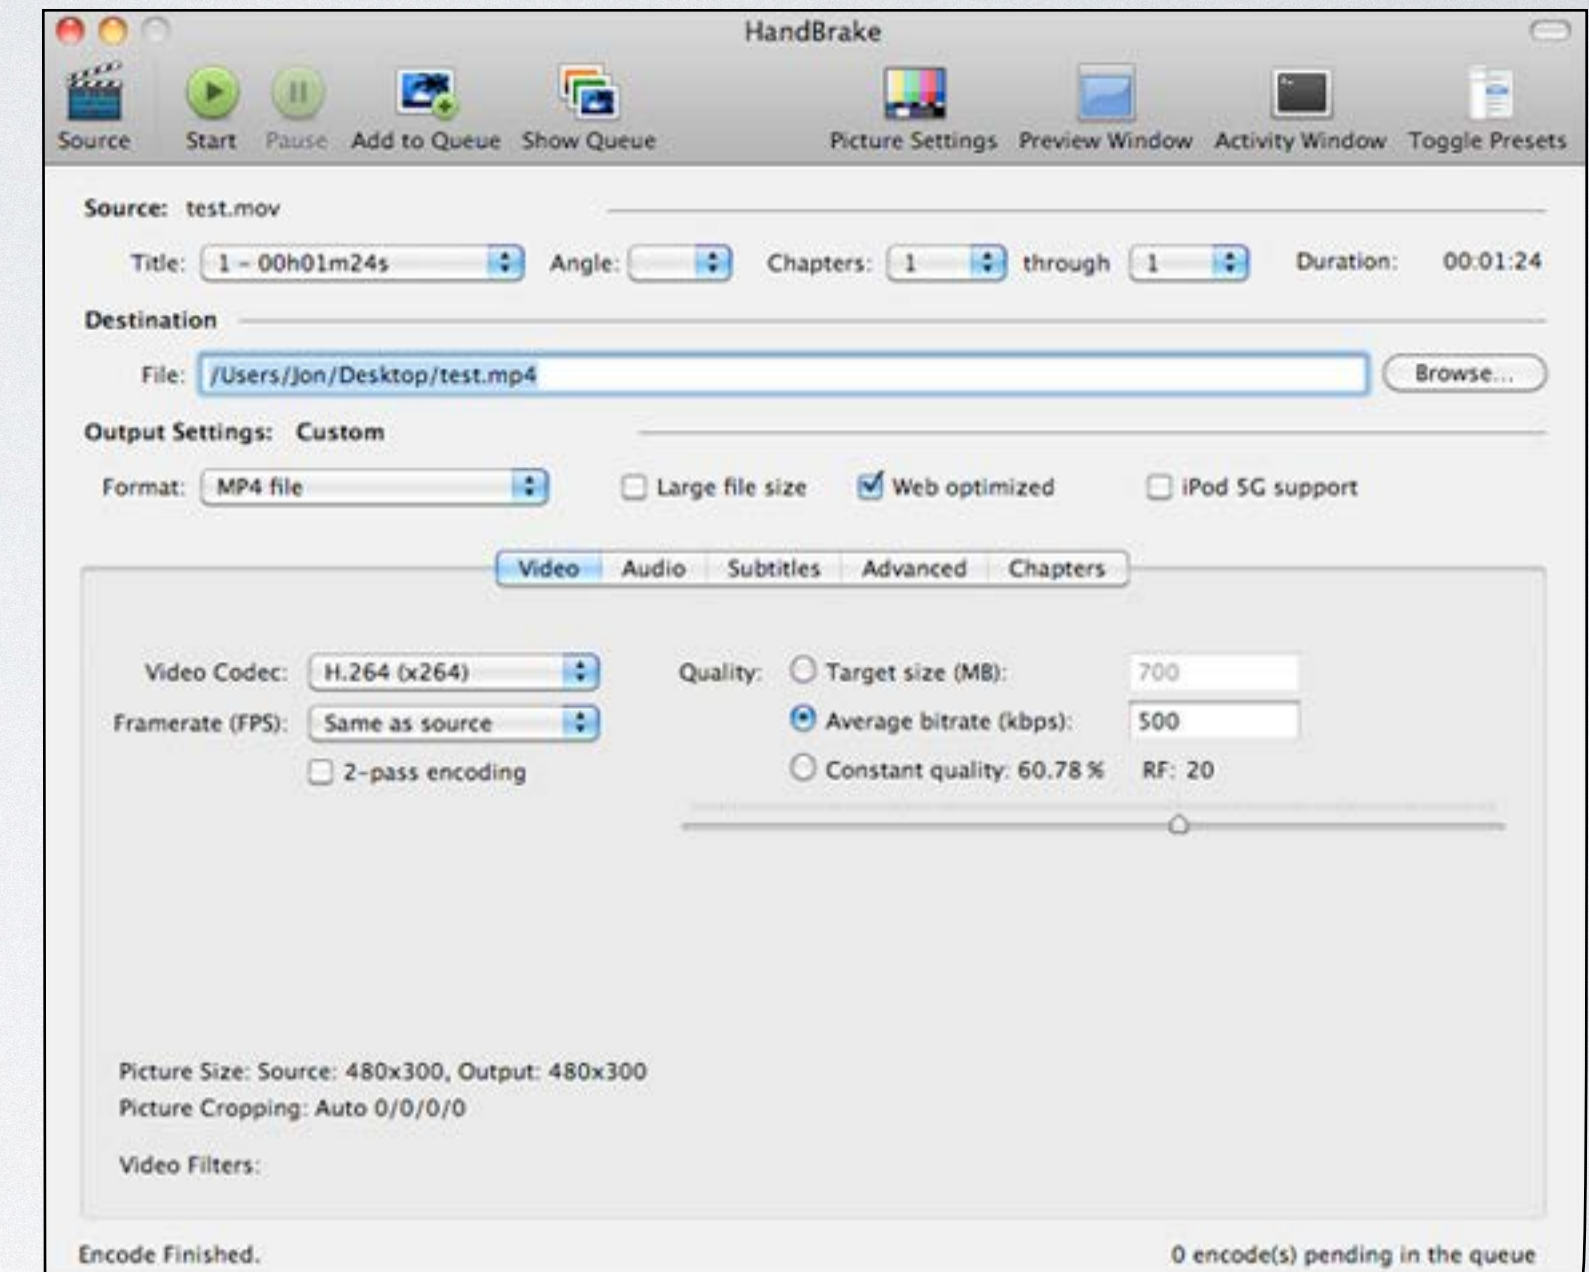 HandBrake
Source Start Pause Add to Queue Show Queue Picture Settings Preview Window Activity Window Toggle Presets
Source: test.mov
Title: 1 - 00h01m24s Angle: Chapters: 1 through 1 Duration: 00:01:24
Destination
File: /Users/Jon/Desktop/test.mp4 Browse...
Output Settings: Custom
Format: MP4 file Large file size Web optimized iPod 5G support
Video Audio Subtitles Advanced Chapters
Video Codec: H.264 (x264) Quality: Target size (MB): 700
Framerate (FPS): Same as source Average bitrate (kbps): 500
2-pass encoding Constant quality: 60.78 % RF: 20
Picture Size: Source: 480x300, Output: 480x300
Picture Cropping: Auto 0/0/0/0
Video Filters:
Encode Finished. 0 encode(s) pending in the queue